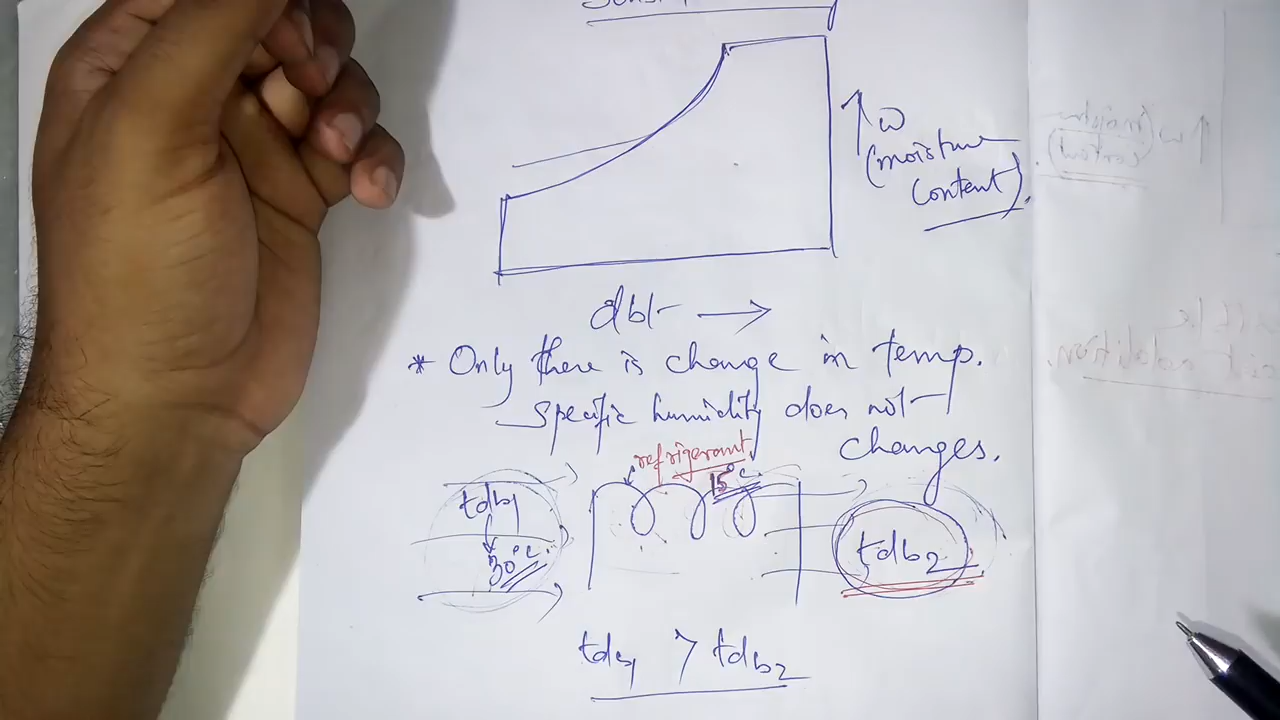 ↑ w
(moisture
content).
dbt →
* Only there is change in temp.
Specific humidity does not
changes.
refrigerant.
15°c
tdb1
30°c.
tdb2
tdb1 > tdb2